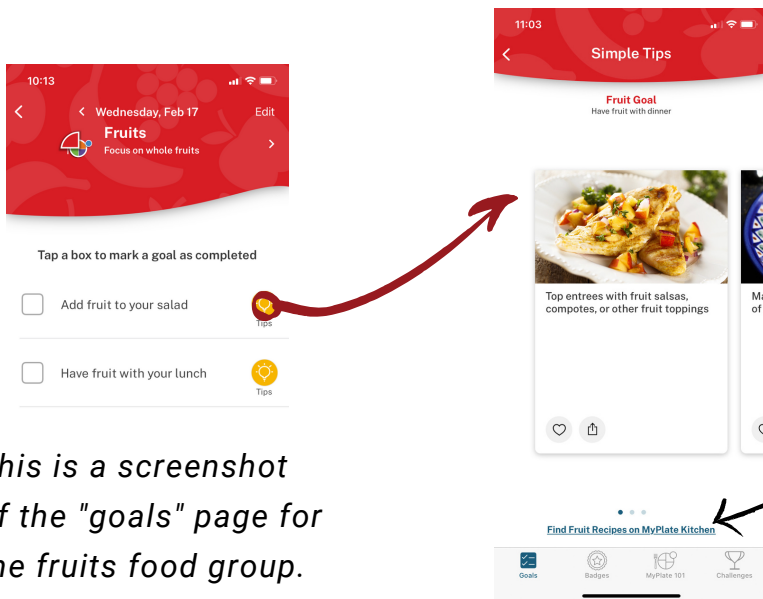 10:13
Wednesday, Feb 17
Edit
Fruits
Focus on whole fruits
Tap a box to mark a goal as completed
Add fruit to your salad
Tips
Have fruit with your lunch
Tips
his is a screenshot
f the "goals" page for
he fruits food group.
11:03
Simple Tips
Fruit Goal
Have fruit with dinner
Top entrees with fruit salsas,
compotes, or other fruit toppings
Ma
of
Find Fruit Recipes on MyPlate Kitchen
Goals
Badges
MyPlate 101
Challenges